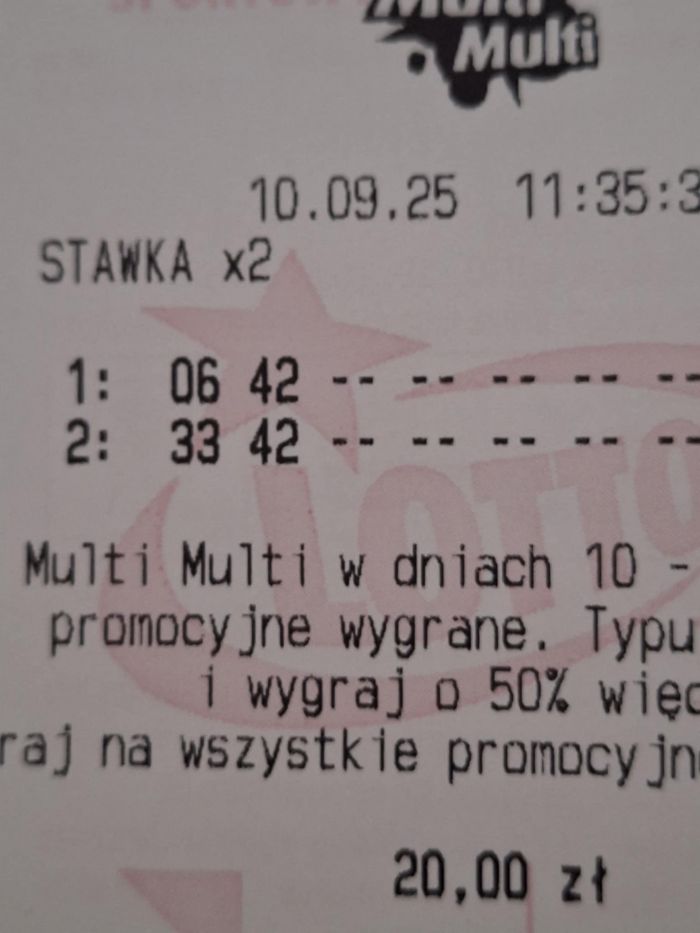 Multi
Multi
10.09.25 11:35:3
STAWKA x2
1: 06 42 -- -- -- -- --
2: 33 42 -- -- -- -- --
LOTTO
Multi Multi w dniach 10 -
promocyjne wygrane. Typu
i wygraj o 50% więc
raj na wszystkie promocyjn
20,00 zł